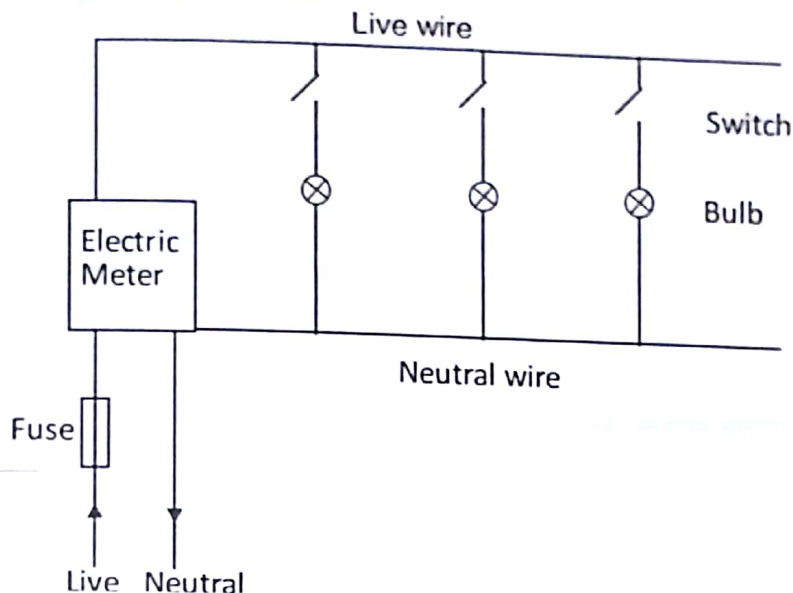 Live wire
Switch
Bulb
Electric
Meter
Neutral wire
Fuse
Live Neutral